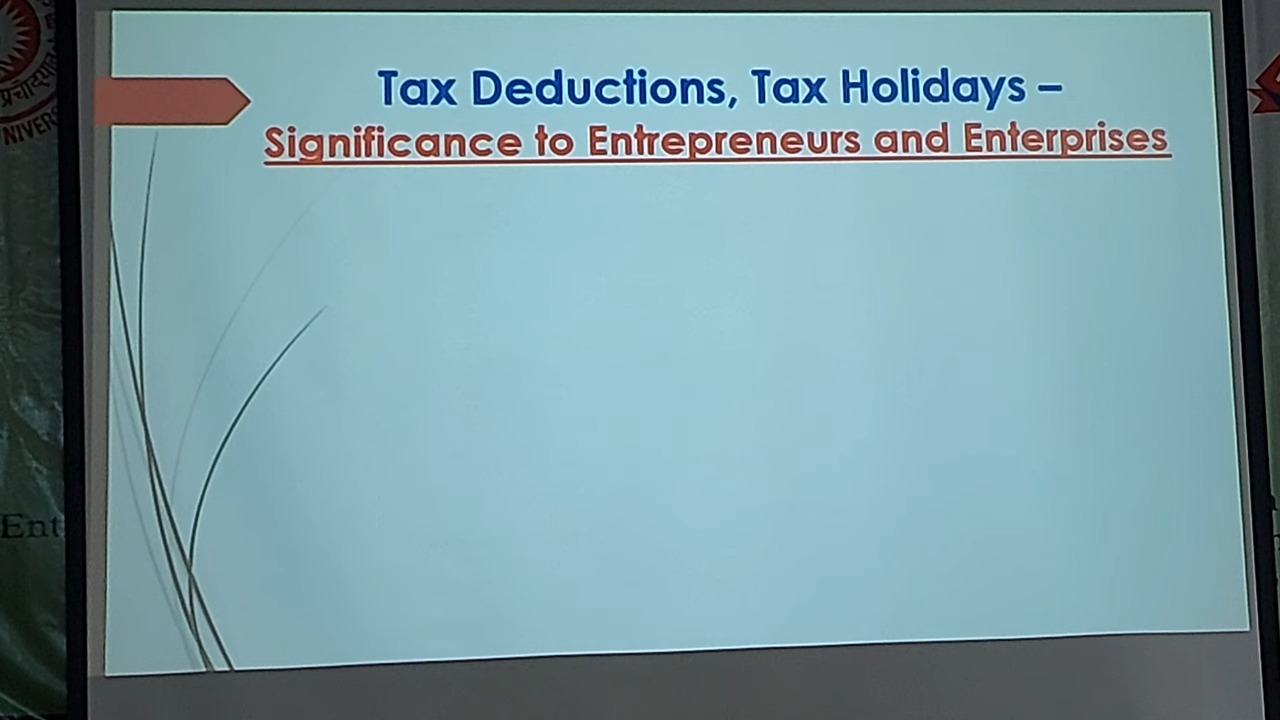 Tax Deductions, Tax Holidays –
Significance to Entrepreneurs and Enterprises
Ent